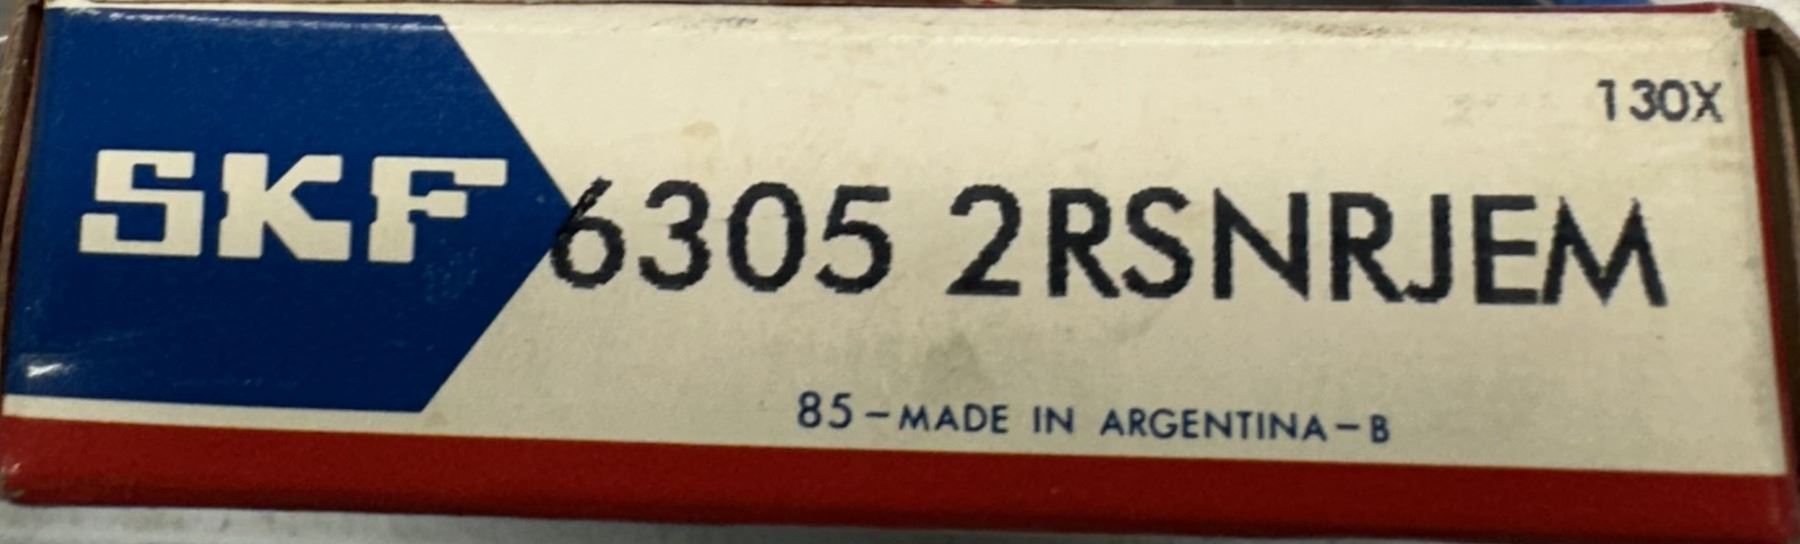 130X
SKF 6305 2RSNRJEM
85-MADE IN ARGENTINA-B